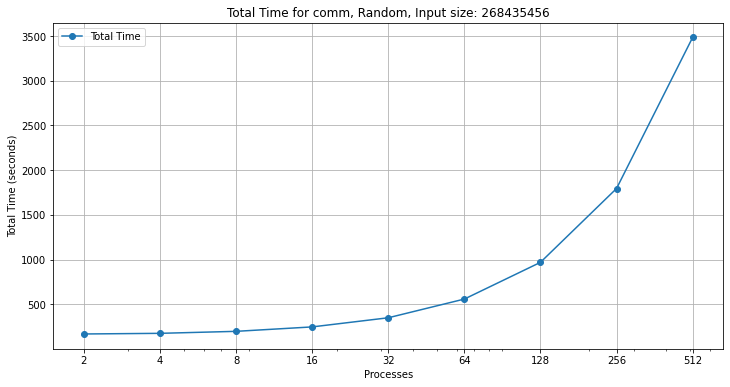 Total Time for comm, Random, Input size: 268435456
Total Time
3500
3000
2500
2000
1500
1000
500
Total Time (seconds)
2 4 8 16 32 64 128 256 512
Processes